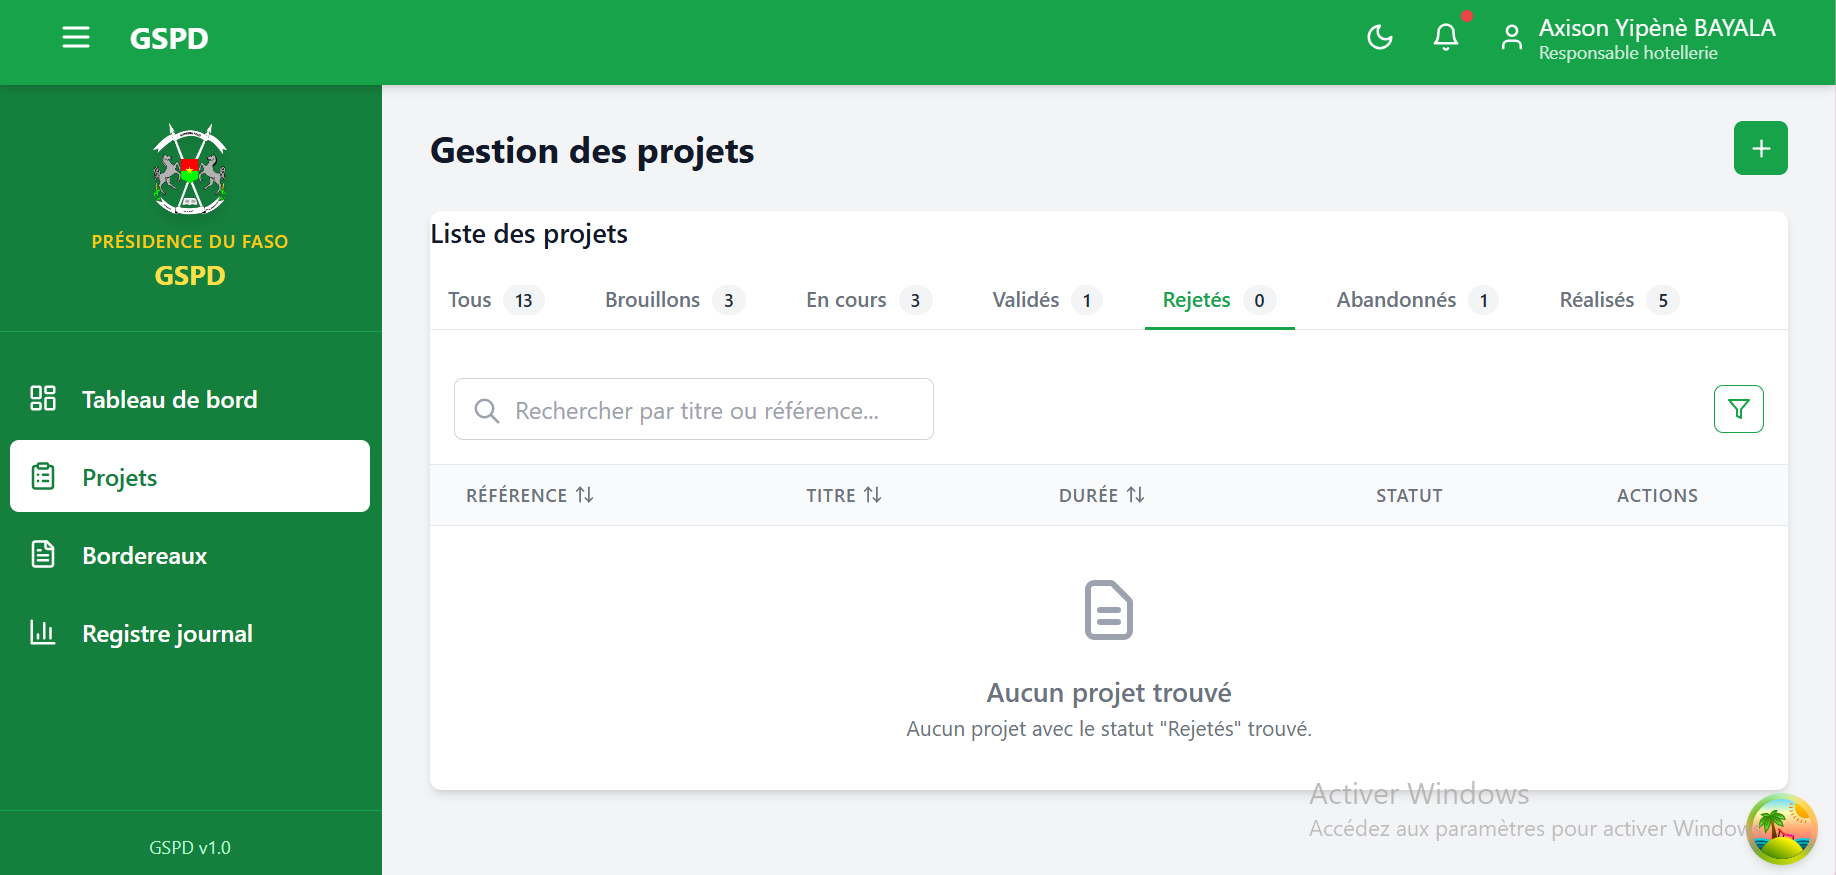 GSPD
Axison Yipènè BAYALA
Responsable hotellerie
PRÉSIDENCE DU FASO
GSPD
Tableau de bord
Projets
Bordereaux
Registre journal
GSPD v1.0
Gestion des projets
Liste des projets
Tous 13 Brouillons 3 En cours 3 Validés 1 Rejetés 0 Abandonnés 1 Réalisés 5
Rechercher par titre ou référence...
RÉFÉRENCE TITRE DURÉE STATUT ACTIONS
Aucun projet trouvé
Aucun projet avec le statut "Rejetés" trouvé.
Activer Windows
Accédez aux paramètres pour activer Window